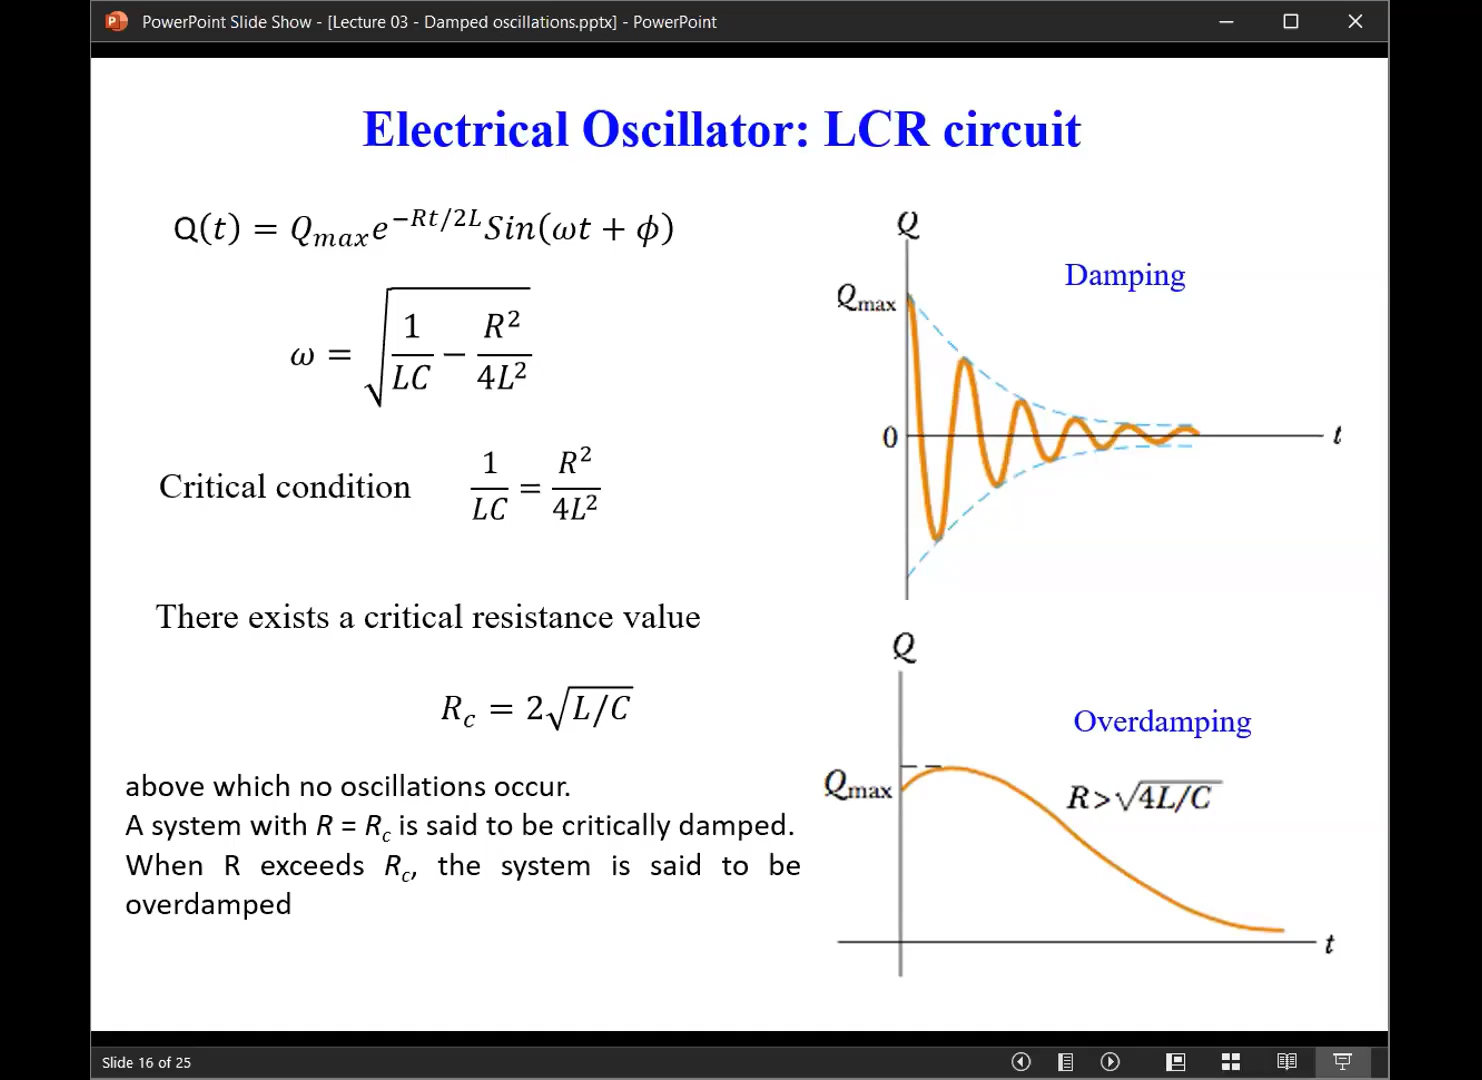 PowerPoint Slide Show - [Lecture 03 - Damped oscillations.pptx] - PowerPoint
Electrical Oscillator: LCR circuit
Q(t) = Q_max e^{-Rt/2L} Sin(ωt + ϕ)
ω = √(1/LC − R²/4L²)
Critical condition 1/LC = R²/4L²
There exists a critical resistance value
R_c = 2√(L/C)
above which no oscillations occur.
A system with R = R_c is said to be critically damped.
When R exceeds R_c, the system is said to be
overdamped
Q
Damping
Q_max
0
t
Q
Overdamping
Q_max
R>√(4L/C)
t
Slide 16 of 25